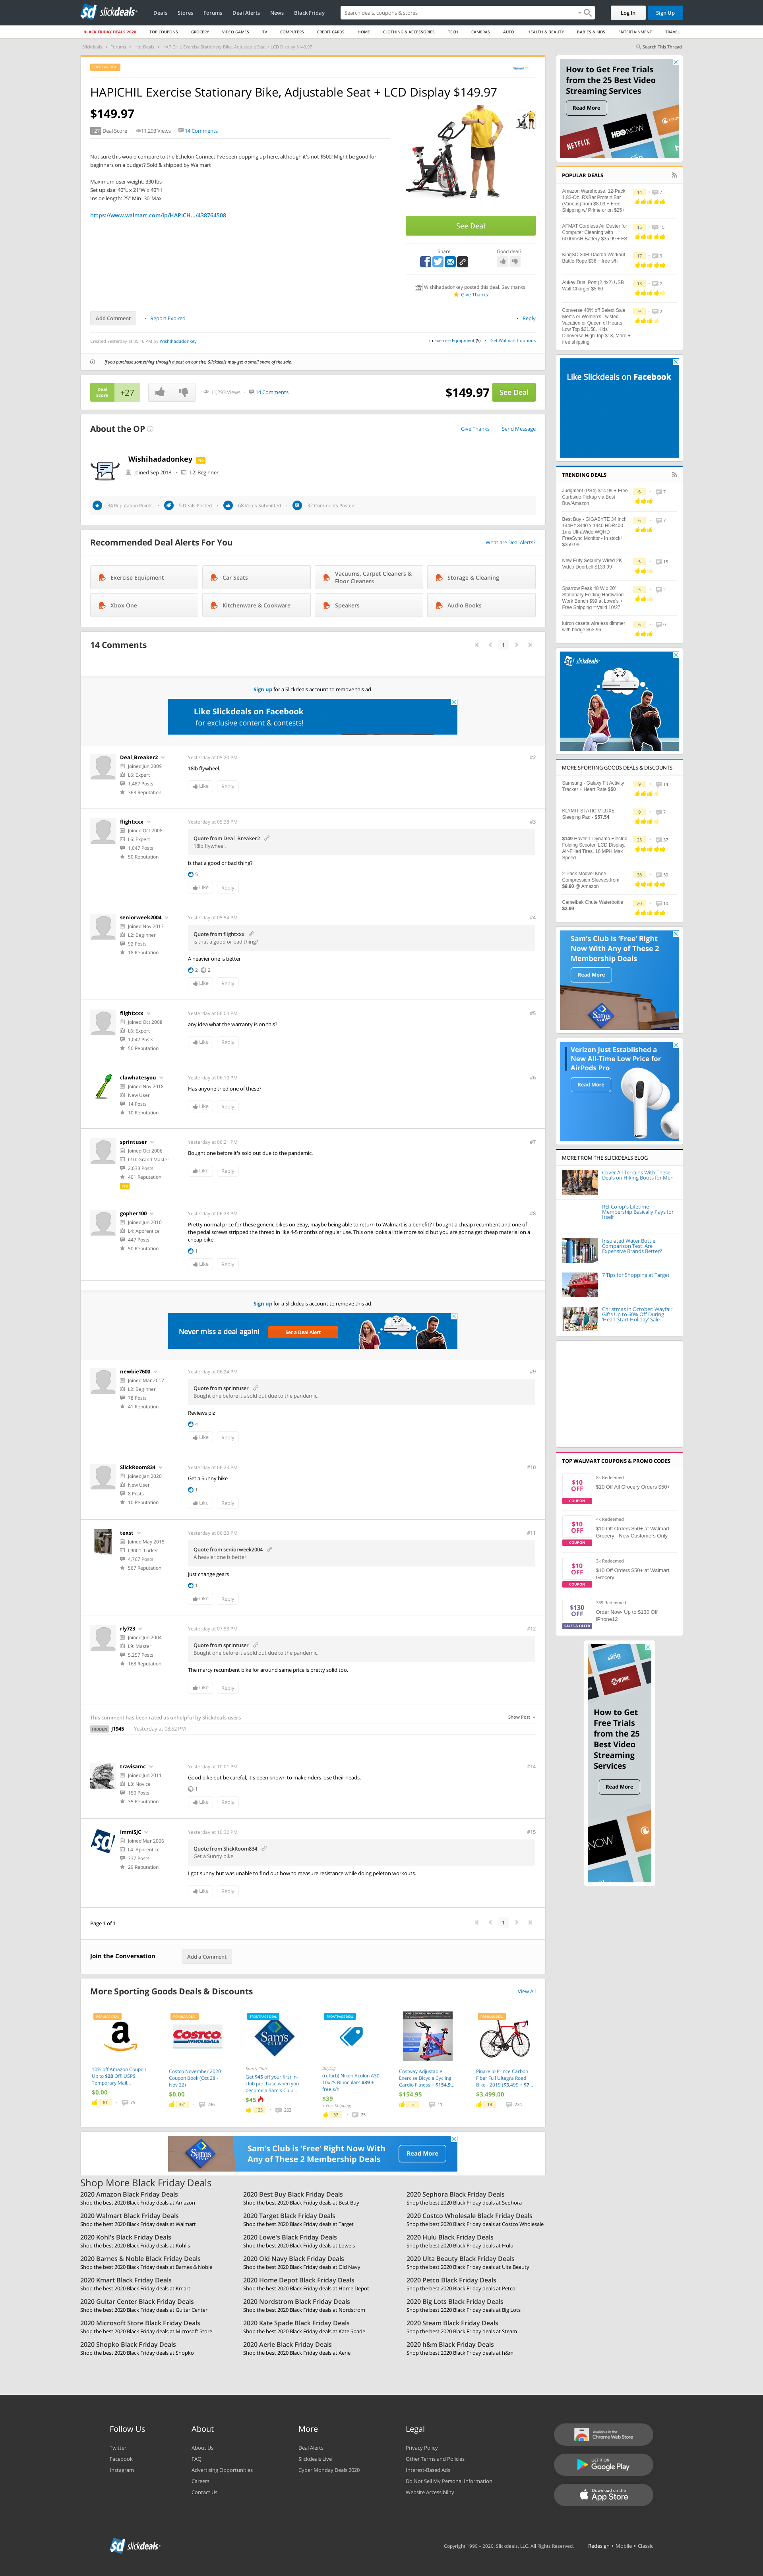 slickdeals
Deals Stores Forums Deal Alerts News Black Friday
Search deals, coupons & stores
Log In Sign Up
BLACK FRIDAY DEALS 2020 TOP COUPONS GROCERY VIDEO GAMES TV COMPUTERS CREDIT CARDS HOME CLOTHING & ACCESSORIES TECH CAMERAS AUTO HEALTH & BEAUTY BABIES & KIDS ENTERTAINMENT TRAVEL
Slickdeals > Forums > Hot Deals > HAPICHIL Exercise Stationary Bike, Adjustable Seat + LCD Display $149.97
Search This Thread
HAPICHIL Exercise Stationary Bike, Adjustable Seat + LCD Display $149.97
$149.97
+27 Deal Score 11,293 Views 14 Comments
Not sure this would compare to the Echelon Connect I've seen popping up here, although it's not $500! Might be good for beginners on a budget? Sold & shipped by Walmart
Maximum user weight: 330 lbs
Set up size: 40"L x 21"W x 40"H
Inside length: 25" Min- 30"Max
https://www.walmart.com/ip/HAPICH.../438764508
See Deal
Share
Good deal?
Wishihadadonkey posted this deal. Say thanks!
Give Thanks
Add Comment Report Expired
Reply
Created Yesterday at 05:16 PM by Wishihadadonkey
in Exercise Equipment (5) Get Walmart Coupons
If you purchase something through a post on our site, Slickdeals may get a small share of the sale.
Deal Score +27
11,293 Views 14 Comments
$149.97 See Deal
About the OP
Give Thanks Send Message
Wishihadadonkey
Joined Sep 2018 L2: Beginner
34 Reputation Points 5 Deals Posted 68 Votes Submitted 32 Comments Posted
Recommended Deal Alerts For You
What are Deal Alerts?
Exercise Equipment
Car Seats
Vacuums, Carpet Cleaners & Floor Cleaners
Storage & Cleaning
Xbox One
Kitchenware & Cookware
Speakers
Audio Books
14 Comments
1
Sign up for a Slickdeals account to remove this ad.
Like Slickdeals on Facebook
for exclusive content & contests!
Deal_Breaker2
Joined Jun 2009
L6: Expert
1,487 Posts
363 Reputation
Yesterday at 05:20 PM
#2
18lb flywheel.
Like Reply
flightxxx
Joined Oct 2008
L6: Expert
1,047 Posts
50 Reputation
Yesterday at 05:38 PM
#3
Quote from Deal_Breaker2
18lb flywheel.
is that a good or bad thing?
5
Like Reply
seniorweek2004
Joined Nov 2013
L2: Beginner
92 Posts
18 Reputation
Yesterday at 05:54 PM
#4
Quote from flightxxx
is that a good or bad thing?
A heavier one is better
2 2
Like Reply
flightxxx
Joined Oct 2008
L6: Expert
1,047 Posts
50 Reputation
Yesterday at 06:04 PM
#5
any idea what the warranty is on this?
Like Reply
clawhatesyou
Joined Nov 2018
New User
14 Posts
10 Reputation
Yesterday at 06:10 PM
#6
Has anyone tried one of these?
Like Reply
sprintuser
Joined Oct 2006
L10: Grand Master
2,033 Posts
401 Reputation
Yesterday at 06:21 PM
#7
Bought one before it's sold out due to the pandemic.
Like Reply
gopher100
Joined Jun 2010
L4: Apprentice
447 Posts
50 Reputation
Yesterday at 06:23 PM
#8
Pretty normal price for these generic bikes on eBay, maybe being able to return to Walmart is a benefit? I bought a cheap recumbent and one of the pedal screws stripped the thread in like 4-5 months of regular use. This one looks a little more solid but you are gonna get what you pay for.
1
Like Reply
Sign up for a Slickdeals account to remove this ad.
Never miss a deal again!
Set a Deal Alert
newbie7600
Joined Mar 2017
L2: Beginner
78 Posts
41 Reputation
Yesterday at 06:24 PM
#9
Quote from sprintuser
Bought one before it's sold out due to the pandemic.
Reviews plz
4
Like Reply
SlickRoom834
Joined Jan 2020
New User
8 Posts
10 Reputation
Yesterday at 06:24 PM
#10
Get a Sunny bike
1
Like Reply
texst
Joined May 2015
L9001: Lurker
4,767 Posts
567 Reputation
Yesterday at 06:30 PM
#11
Quote from seniorweek2004
A heavier one is better
Just change gears
1
Like Reply
rly723
Joined Jun 2004
L9: Master
5,257 Posts
168 Reputation
Yesterday at 07:53 PM
#12
Quote from sprintuser
Bought one before it's sold out due to the pandemic.
The marcy recumbent bike for around same price is pretty solid too.
Like Reply
This comment has been rated as unhelpful by Slickdeals users
Show Post
HIDDEN J1945 Yesterday at 08:52 PM
travisamc
Joined Jun 2011
L3: Novice
150 Posts
35 Reputation
Yesterday at 10:01 PM
#14
Good bike but be careful, it's been known to make riders lose their heads.
1
Like Reply
ImmiSJC
Joined Mar 2006
L4: Apprentice
337 Posts
29 Reputation
Yesterday at 10:32 PM
#15
Quote from SlickRoom834
Get a Sunny bike
I got sunny but was unable to find out how to measure resistance while doing peleton workouts.
Like Reply
Page 1 of 1
1
Join the Conversation Add a Comment
More Sporting Goods Deals & Discounts
View All
15% off Amazon Coupon Up to $20 Off! USPS Temporary Mail...
$0.00
81 75
Costco November 2020 Coupon Book (Oct 28 - Nov 22)
$0.00
331 236
Sam's Club
Get $45 off your first in-club purchase when you become a Sam's Club...
$45
135 263
BuyDig
(refurb) Nikon Aculon A30 10x25 Binoculars $39 + free s/h
$39
+ Free Shipping
32 25
Costway Adjustable Exercise Bicycle Cycling Cardio Fitness + $154.9...
$154.95
5 11
Pinarello Prince Carbon Fiber Full Ultegra Road Bike - 2019 ($3,499 + $7...
$3,499.00
19 234
Sam's Club is 'Free' Right Now With Any of These 2 Membership Deals
Read More
Shop More Black Friday Deals
2020 Amazon Black Friday Deals
Shop the best 2020 Black Friday deals at Amazon
2020 Best Buy Black Friday Deals
Shop the best 2020 Black Friday deals at Best Buy
2020 Sephora Black Friday Deals
Shop the best 2020 Black Friday deals at Sephora
2020 Walmart Black Friday Deals
Shop the best 2020 Black Friday deals at Walmart
2020 Target Black Friday Deals
Shop the best 2020 Black Friday deals at Target
2020 Costco Wholesale Black Friday Deals
Shop the best 2020 Black Friday deals at Costco Wholesale
2020 Kohl's Black Friday Deals
Shop the best 2020 Black Friday deals at Kohl's
2020 Lowe's Black Friday Deals
Shop the best 2020 Black Friday deals at Lowe's
2020 Hulu Black Friday Deals
Shop the best 2020 Black Friday deals at Hulu
2020 Barnes & Noble Black Friday Deals
Shop the best 2020 Black Friday deals at Barnes & Noble
2020 Old Navy Black Friday Deals
Shop the best 2020 Black Friday deals at Old Navy
2020 Ulta Beauty Black Friday Deals
Shop the best 2020 Black Friday deals at Ulta Beauty
2020 Kmart Black Friday Deals
Shop the best 2020 Black Friday deals at Kmart
2020 Home Depot Black Friday Deals
Shop the best 2020 Black Friday deals at Home Depot
2020 Petco Black Friday Deals
Shop the best 2020 Black Friday deals at Petco
2020 Guitar Center Black Friday Deals
Shop the best 2020 Black Friday deals at Guitar Center
2020 Nordstrom Black Friday Deals
Shop the best 2020 Black Friday deals at Nordstrom
2020 Big Lots Black Friday Deals
Shop the best 2020 Black Friday deals at Big Lots
2020 Microsoft Store Black Friday Deals
Shop the best 2020 Black Friday deals at Microsoft Store
2020 Kate Spade Black Friday Deals
Shop the best 2020 Black Friday deals at Kate Spade
2020 Steam Black Friday Deals
Shop the best 2020 Black Friday deals at Steam
2020 Shopko Black Friday Deals
Shop the best 2020 Black Friday deals at Shopko
2020 Aerie Black Friday Deals
Shop the best 2020 Black Friday deals at Aerie
2020 h&m Black Friday Deals
Shop the best 2020 Black Friday deals at h&m
How to Get Free Trials from the 25 Best Video Streaming Services
Read More
POPULAR DEALS
Amazon Warehouse: 12-Pack 1.83-Oz. RXBar Protein Bar (Various) from $8.03 + Free Shipping w/ Prime or on $25+
AFMAT Cordless Air Duster for Computer Cleaning with 6000mAH Battery $35.99 + FS
KingSO 30Ft Dacron Workout Battle Rope $36 + free s/h
Aukey Dual Port (2.4x2) USB Wall Charger $5.60
Converse 40% off Select Sale: Men's or Women's Twisted Vacation or Queen of Hearts Low Top $21.58, Kids' Dinoverse High Top $18, More + free shipping
Like Slickdeals on Facebook
TRENDING DEALS
Judgment (PS4) $14.99 + Free Curbside Pickup via Best Buy/Amazon
Best Buy - GIGABYTE 34 inch 144Hz 3440 x 1440 HDR400 1ms UltraWide WQHD FreeSync Monitor - In stock! $359.99
New Eufy Security Wired 2K Video Doorbell $139.99
Sparrow Peak 48 W x 20" Stationary Folding Hardwood Work Bench $99 at Lowe's + Free Shipping **Valid 10/27
lutron caseta wireless dimmer with bridge $63.96
MORE SPORTING GOODS DEALS & DISCOUNTS
Samsung - Galaxy Fit Activity Tracker + Heart Rate $50
KLYMIT STATIC V LUXE Sleeping Pad - $57.54
$149 Hover-1 Dynamo Electric Folding Scooter, LCD Display, Air-Filled Tires, 16 MPH Max Speed
2-Pack Modvel Knee Compression Sleeves from $9.90 @ Amazon
Camelbak Chute Waterbottle $2.99
Sam's Club is 'Free' Right Now With Any of These 2 Membership Deals
Read More
Verizon Just Established a New All-Time Low Price for AirPods Pro
Read More
MORE FROM THE SLICKDEALS BLOG
Cover All Terrains With These Deals on Hiking Boots for Men
REI Co-op's Lifetime Membership Basically Pays for Itself
Insulated Water Bottle Comparison Test: Are Expensive Brands Better?
7 Tips for Shopping at Target
Christmas in October: Wayfair Gifts Up to 60% Off During 'Head-Start Holiday' Sale
TOP WALMART COUPONS & PROMO CODES
$10 OFF COUPON
8k Redeemed
$10 Off All Grocery Orders $50+
$10 OFF COUPON
4k Redeemed
$10 Off Orders $50+ at Walmart Grocery - New Customers Only
$10 OFF COUPON
3k Redeemed
$10 Off Orders $50+ at Walmart Grocery
$130 OFF SALES & OFFER
339 Redeemed
Order Now- Up to $130 Off iPhone12
sling
SHOWTIME
How to Get Free Trials from the 25 Best Video Streaming Services
Read More
NOW
Follow Us
Twitter
Facebook
Instagram
About
About Us
FAQ
Advertising Opportunities
Careers
Contact Us
More
Deal Alerts
Slickdeals Live
Cyber Monday Deals 2020
Legal
Privacy Policy
Other Terms and Policies
Interest-Based Ads
Do Not Sell My Personal Information
Website Accessibility
Available in the Chrome Web Store
GET IT ON Google Play
Download on the App Store
slickdeals
Copyright 1999 - 2020. Slickdeals, LLC. All Rights Reserved. Redesign • Mobile • Classic